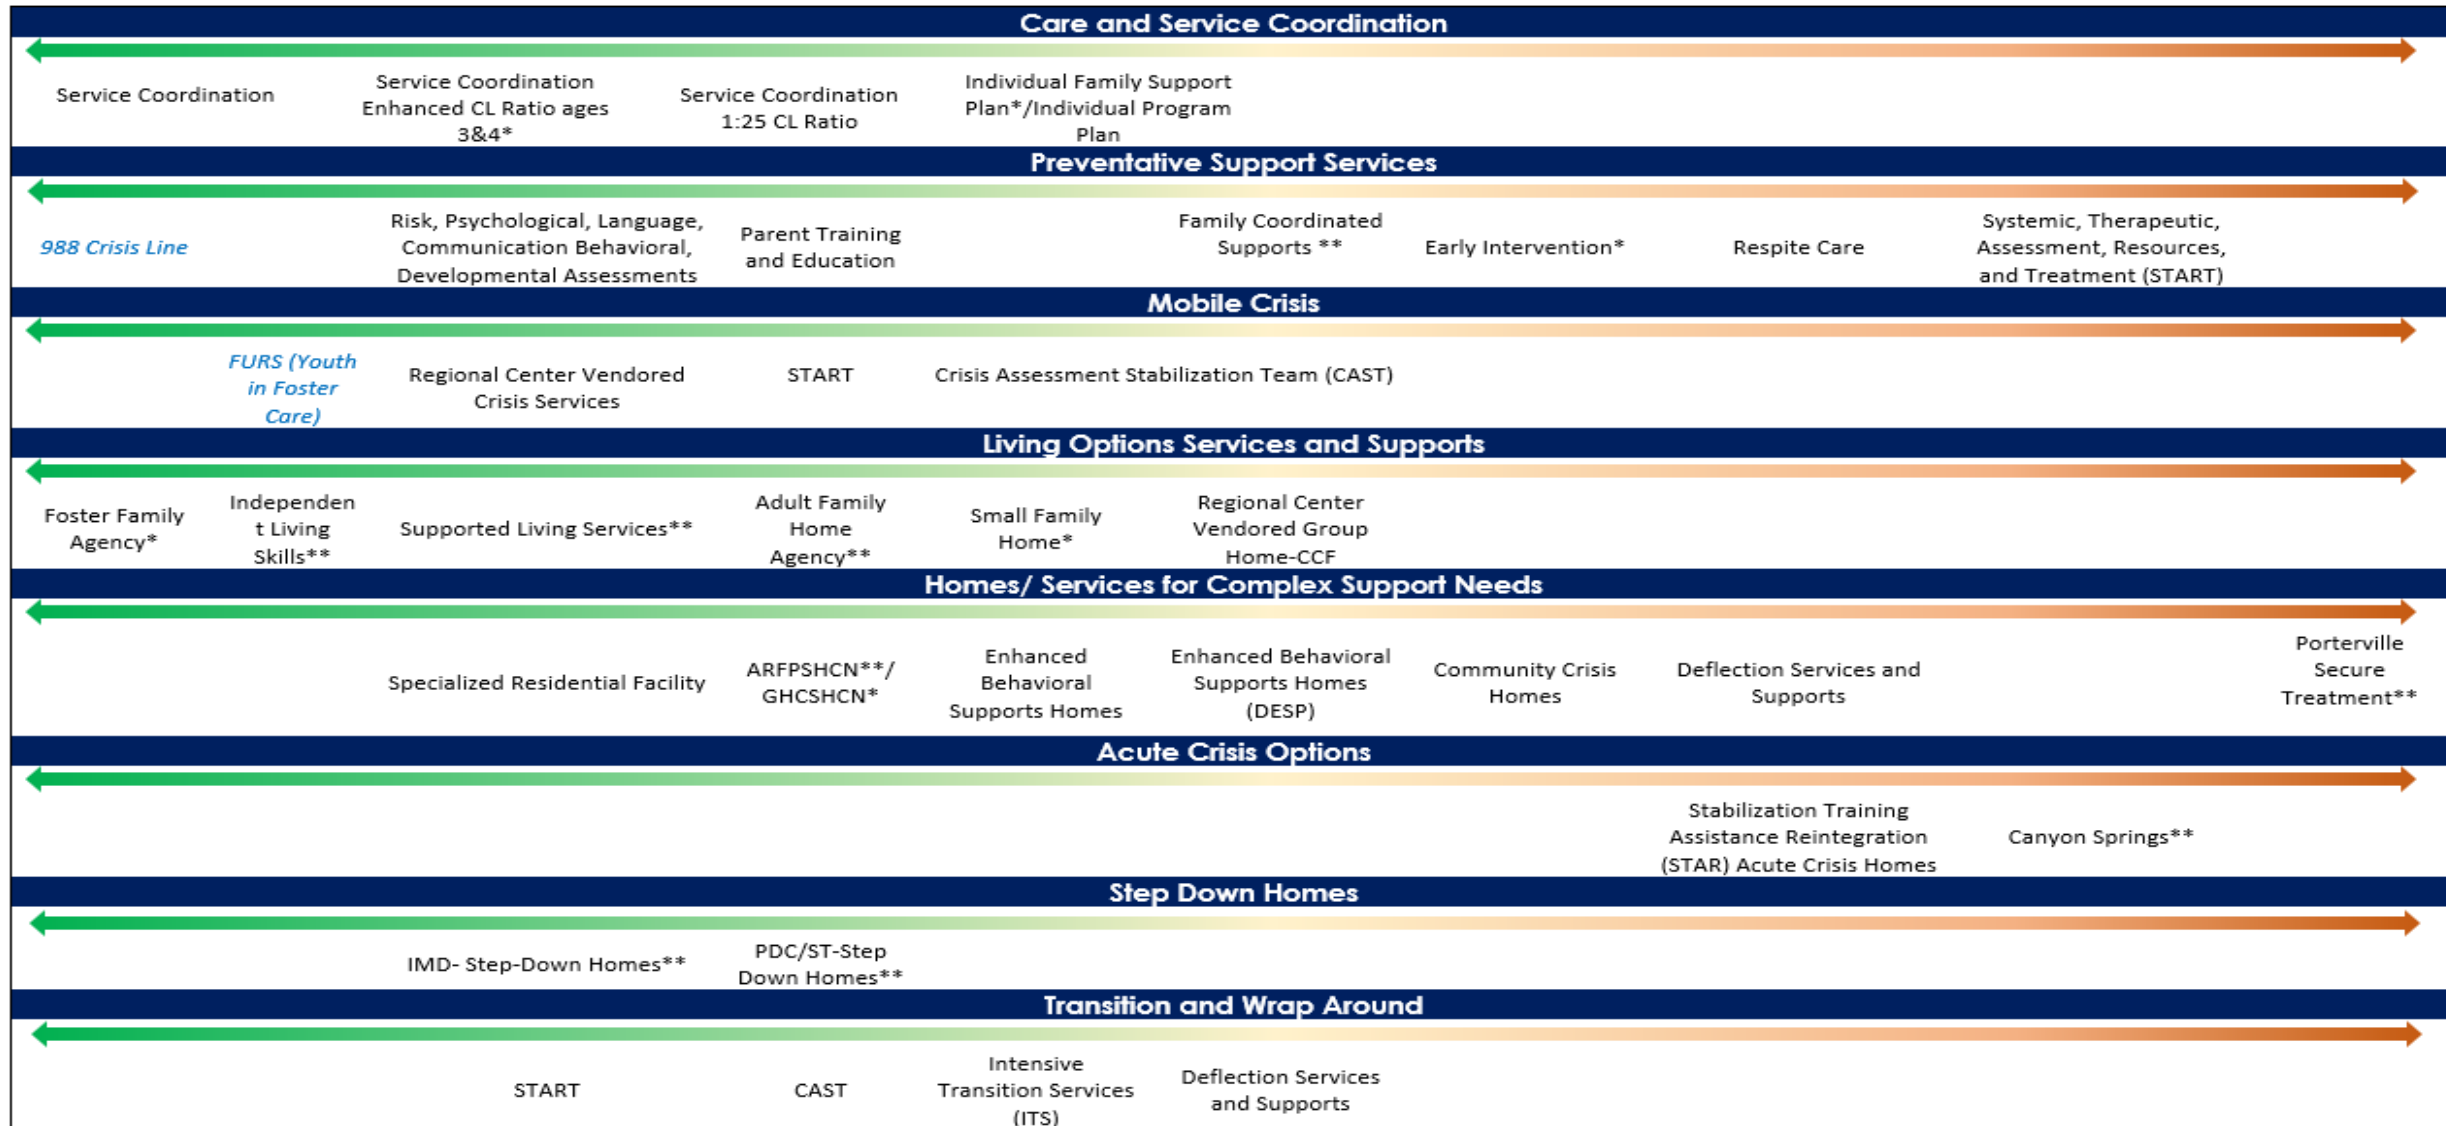 Care and Service Coordination
Service Coordination
Service Coordination
Enhanced CL Ratio ages
3&4*
Service Coordination
1:25 CL Ratio
Individual Family Support
Plan*/Individual Program
Plan
Preventative Support Services
988 Crisis Line
Risk, Psychological, Language,
Communication Behavioral,
Developmental Assessments
Parent Training
and Education
Family Coordinated
Supports **
Early Intervention*
Respite Care
Systemic, Therapeutic,
Assessment, Resources,
and Treatment (START)
Mobile Crisis
FURS (Youth
in Foster
Care)
Regional Center Vendored
Crisis Services
START
Crisis Assessment Stabilization Team (CAST)
Living Options Services and Supports
Foster Family
Agency*
Independen
t Living
Skills**
Supported Living Services**
Adult Family
Home
Agency**
Small Family
Home*
Regional Center
Vendored Group
Home-CCF
Homes/ Services for Complex Support Needs
Specialized Residential Facility
ARFPSHCN**/
GHCSHCN*
Enhanced
Behavioral
Supports Homes
Enhanced Behavioral
Supports Homes
(DESP)
Community Crisis
Homes
Deflection Services and
Supports
Porterville
Secure
Treatment**
Acute Crisis Options
Stabilization Training
Assistance Reintegration
(STAR) Acute Crisis Homes
Canyon Springs**
Step Down Homes
IMD- Step-Down Homes**
PDC/ST-Step
Down Homes**
Transition and Wrap Around
START
CAST
Intensive
Transition Services
(ITS)
Deflection Services
and Supports